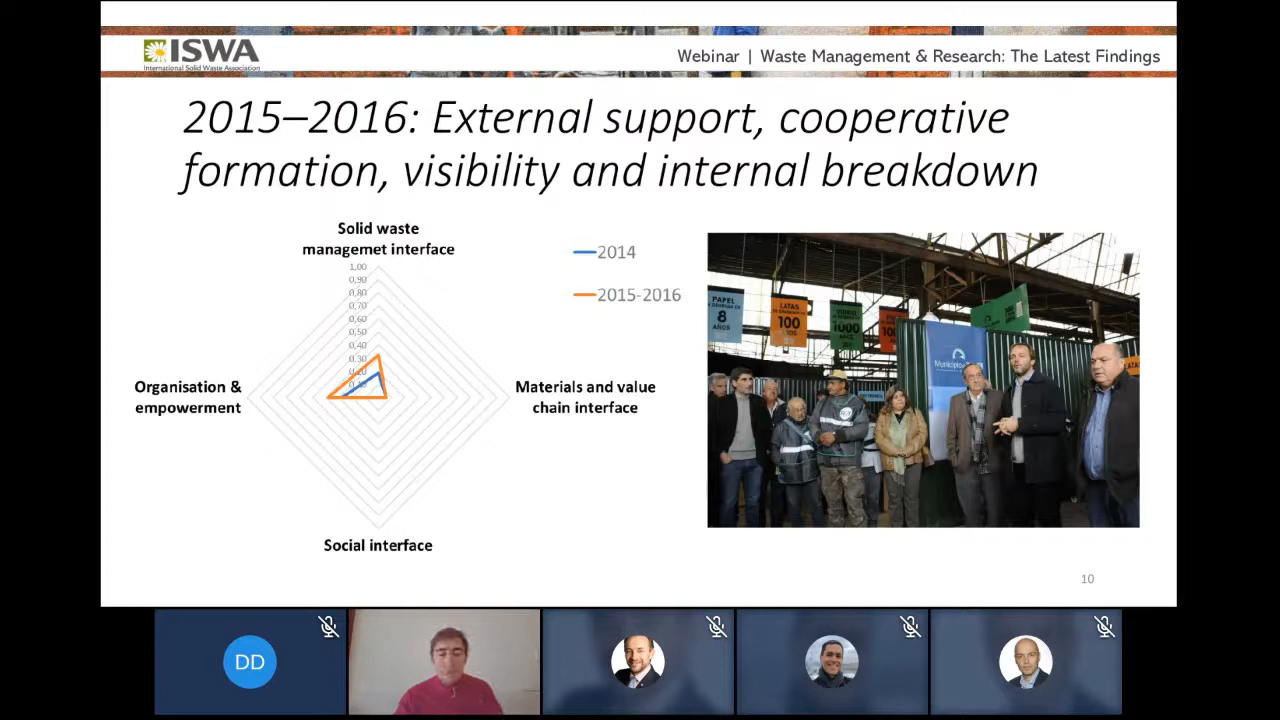 ISWA
International Solid Waste Association
Webinar | Waste Management & Research: The Latest Findings
2015–2016: External support, cooperative
formation, visibility and internal breakdown
Solid waste
managemet interface
1,00
0,90
0,80
0,70
0,60
0,50
0,40
0,30
0,20
Organisation &
empowerment
Materials and value
chain interface
Social interface
2014
2015-2016
PAPEL
8
AÑOS
LATAS
100
VIDRIO
1000
10
DD